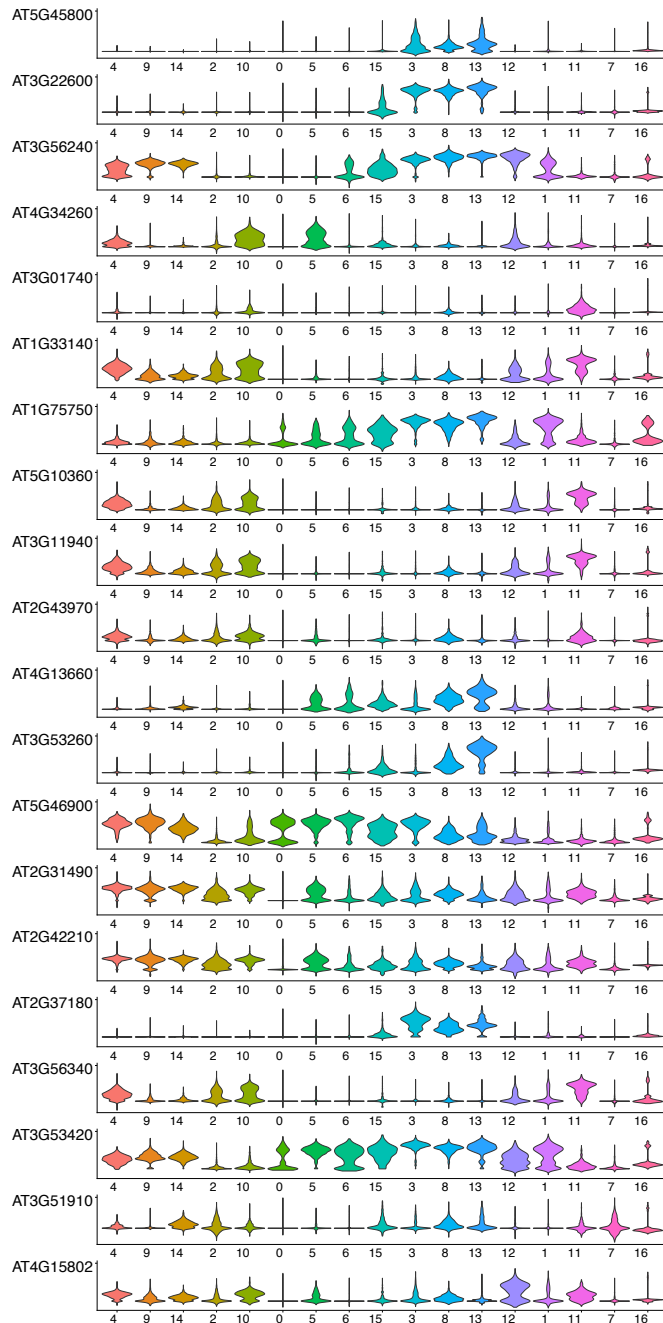 AT5G45800
4 9 14 2 10 0 5 6 15 3 8 13 12 1 11 7 16
AT3G22600
4 9 14 2 10 0 5 6 15 3 8 13 12 1 11 7 16
AT3G56240
4 9 14 2 10 0 5 6 15 3 8 13 12 1 11 7 16
AT4G34260
4 9 14 2 10 0 5 6 15 3 8 13 12 1 11 7 16
AT3G01740
4 9 14 2 10 0 5 6 15 3 8 13 12 1 11 7 16
AT1G33140
4 9 14 2 10 0 5 6 15 3 8 13 12 1 11 7 16
AT1G75750
4 9 14 2 10 0 5 6 15 3 8 13 12 1 11 7 16
AT5G10360
4 9 14 2 10 0 5 6 15 3 8 13 12 1 11 7 16
AT3G11940
4 9 14 2 10 0 5 6 15 3 8 13 12 1 11 7 16
AT2G43970
4 9 14 2 10 0 5 6 15 3 8 13 12 1 11 7 16
AT4G13660
4 9 14 2 10 0 5 6 15 3 8 13 12 1 11 7 16
AT3G53260
4 9 14 2 10 0 5 6 15 3 8 13 12 1 11 7 16
AT5G46900
4 9 14 2 10 0 5 6 15 3 8 13 12 1 11 7 16
AT2G31490
4 9 14 2 10 0 5 6 15 3 8 13 12 1 11 7 16
AT2G42210
4 9 14 2 10 0 5 6 15 3 8 13 12 1 11 7 16
AT2G37180
4 9 14 2 10 0 5 6 15 3 8 13 12 1 11 7 16
AT3G56340
4 9 14 2 10 0 5 6 15 3 8 13 12 1 11 7 16
AT3G53420
4 9 14 2 10 0 5 6 15 3 8 13 12 1 11 7 16
AT3G51910
4 9 14 2 10 0 5 6 15 3 8 13 12 1 11 7 16
AT4G15802
4 9 14 2 10 0 5 6 15 3 8 13 12 1 11 7 16